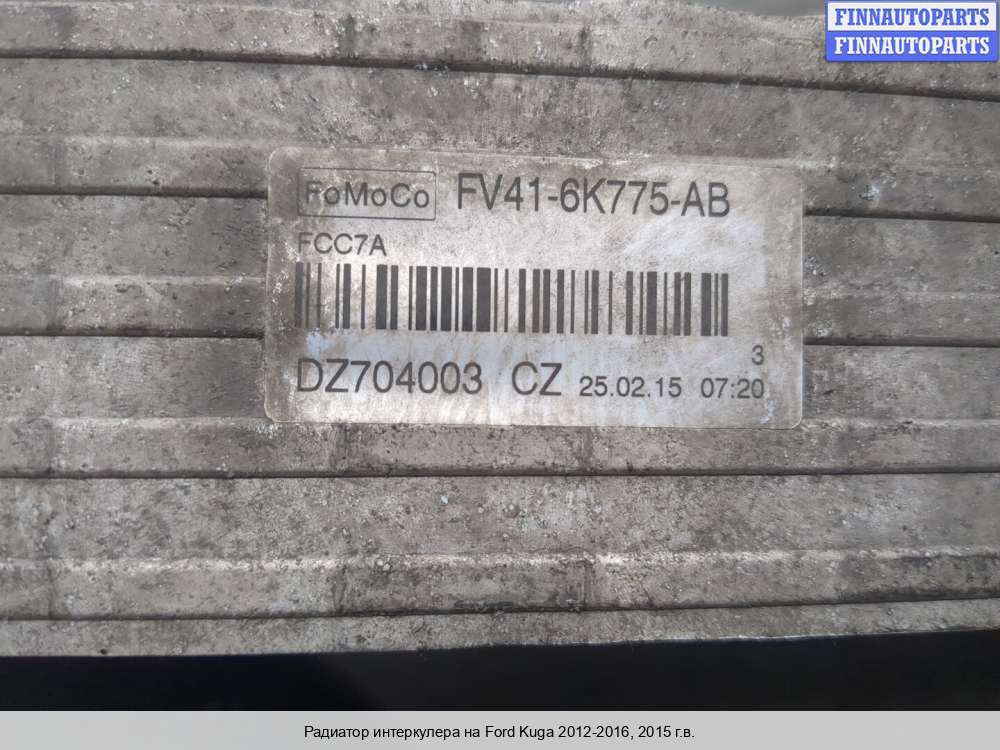 FINNAUTOPARTS
FINNAUTOPARTS
FoMoCo FV41-6K775-AB
FCC7A
3
DZ704003 CZ 25.02.15 07:20
Радиатор интеркулера на Ford Kuga 2012-2016, 2015 г.в.